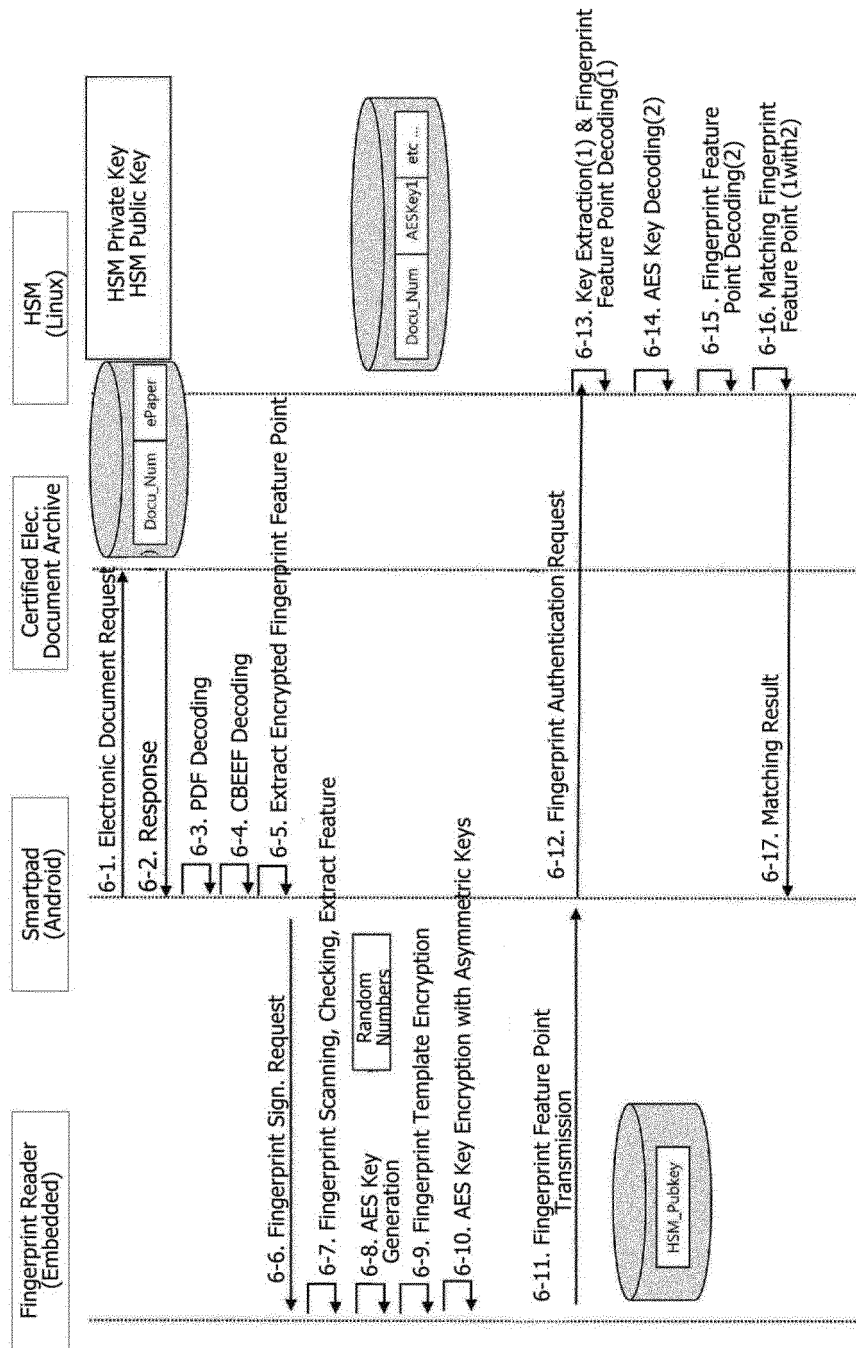 Fingerprint Reader
(Embedded)
Smartpad
(Android)
Certified Elec.
Document Archive
HSM
(Linux)
HSM Private Key
HSM Public Key
Docu_Num
ePaper
6-1. Electronic Document Request
)
6-2. Response
6-3. PDF Decoding
6-4. CBEEF Decoding
6-5. Extract Encrypted Fingerprint Feature Point
6-6. Fingerprint Sign. Request
6-7. Fingerprint Scanning, Checking, Extract Feature
6-8. AES Key
Generation
Random
Numbers
6-9. Fingerprint Template Encryption
6-10. AES Key Encryption with Asymmetric Keys
Docu_Num
AESKey1
etc ...
6-11. Fingerprint Feature Point
Transmission
HSM_Pubkey
6-12. Fingerprint Authentication Request
6-13. Key Extraction(1) & Fingerprint
Feature Point Decoding(1)
6-14. AES Key Decoding(2)
6-15 . Fingerprint Feature
Point Decoding(2)
6-16. Matching Fingerprint
Feature Point (1with2)
6-17. Matching Result